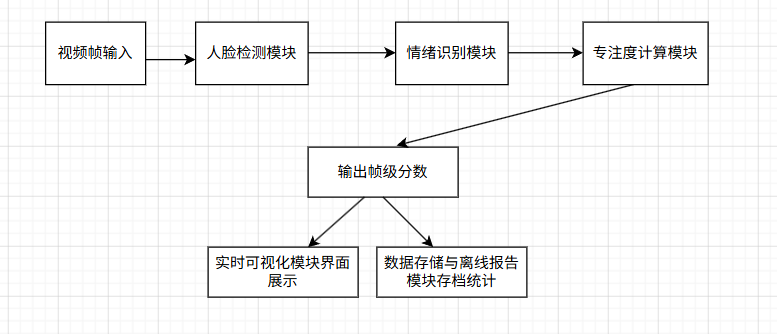 视频帧输入
人脸检测模块
情绪识别模块
专注度计算模块
输出帧级分数
实时可视化模块界面
展示
数据存储与离线报告
模块存档统计